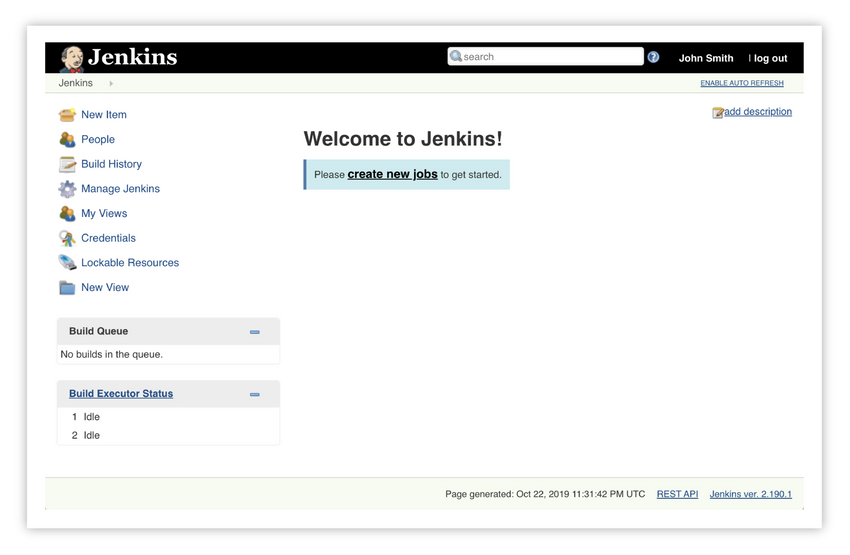 Jenkins
search
John Smith | log out
Jenkins
ENABLE AUTO REFRESH
New Item
People
Build History
Manage Jenkins
My Views
Credentials
Lockable Resources
New View
add description
Welcome to Jenkins!
Please create new jobs to get started.
Build Queue
No builds in the queue.
Build Executor Status
1 Idle
2 Idle
Page generated: Oct 22, 2019 11:31:42 PM UTC REST API Jenkins ver. 2.190.1